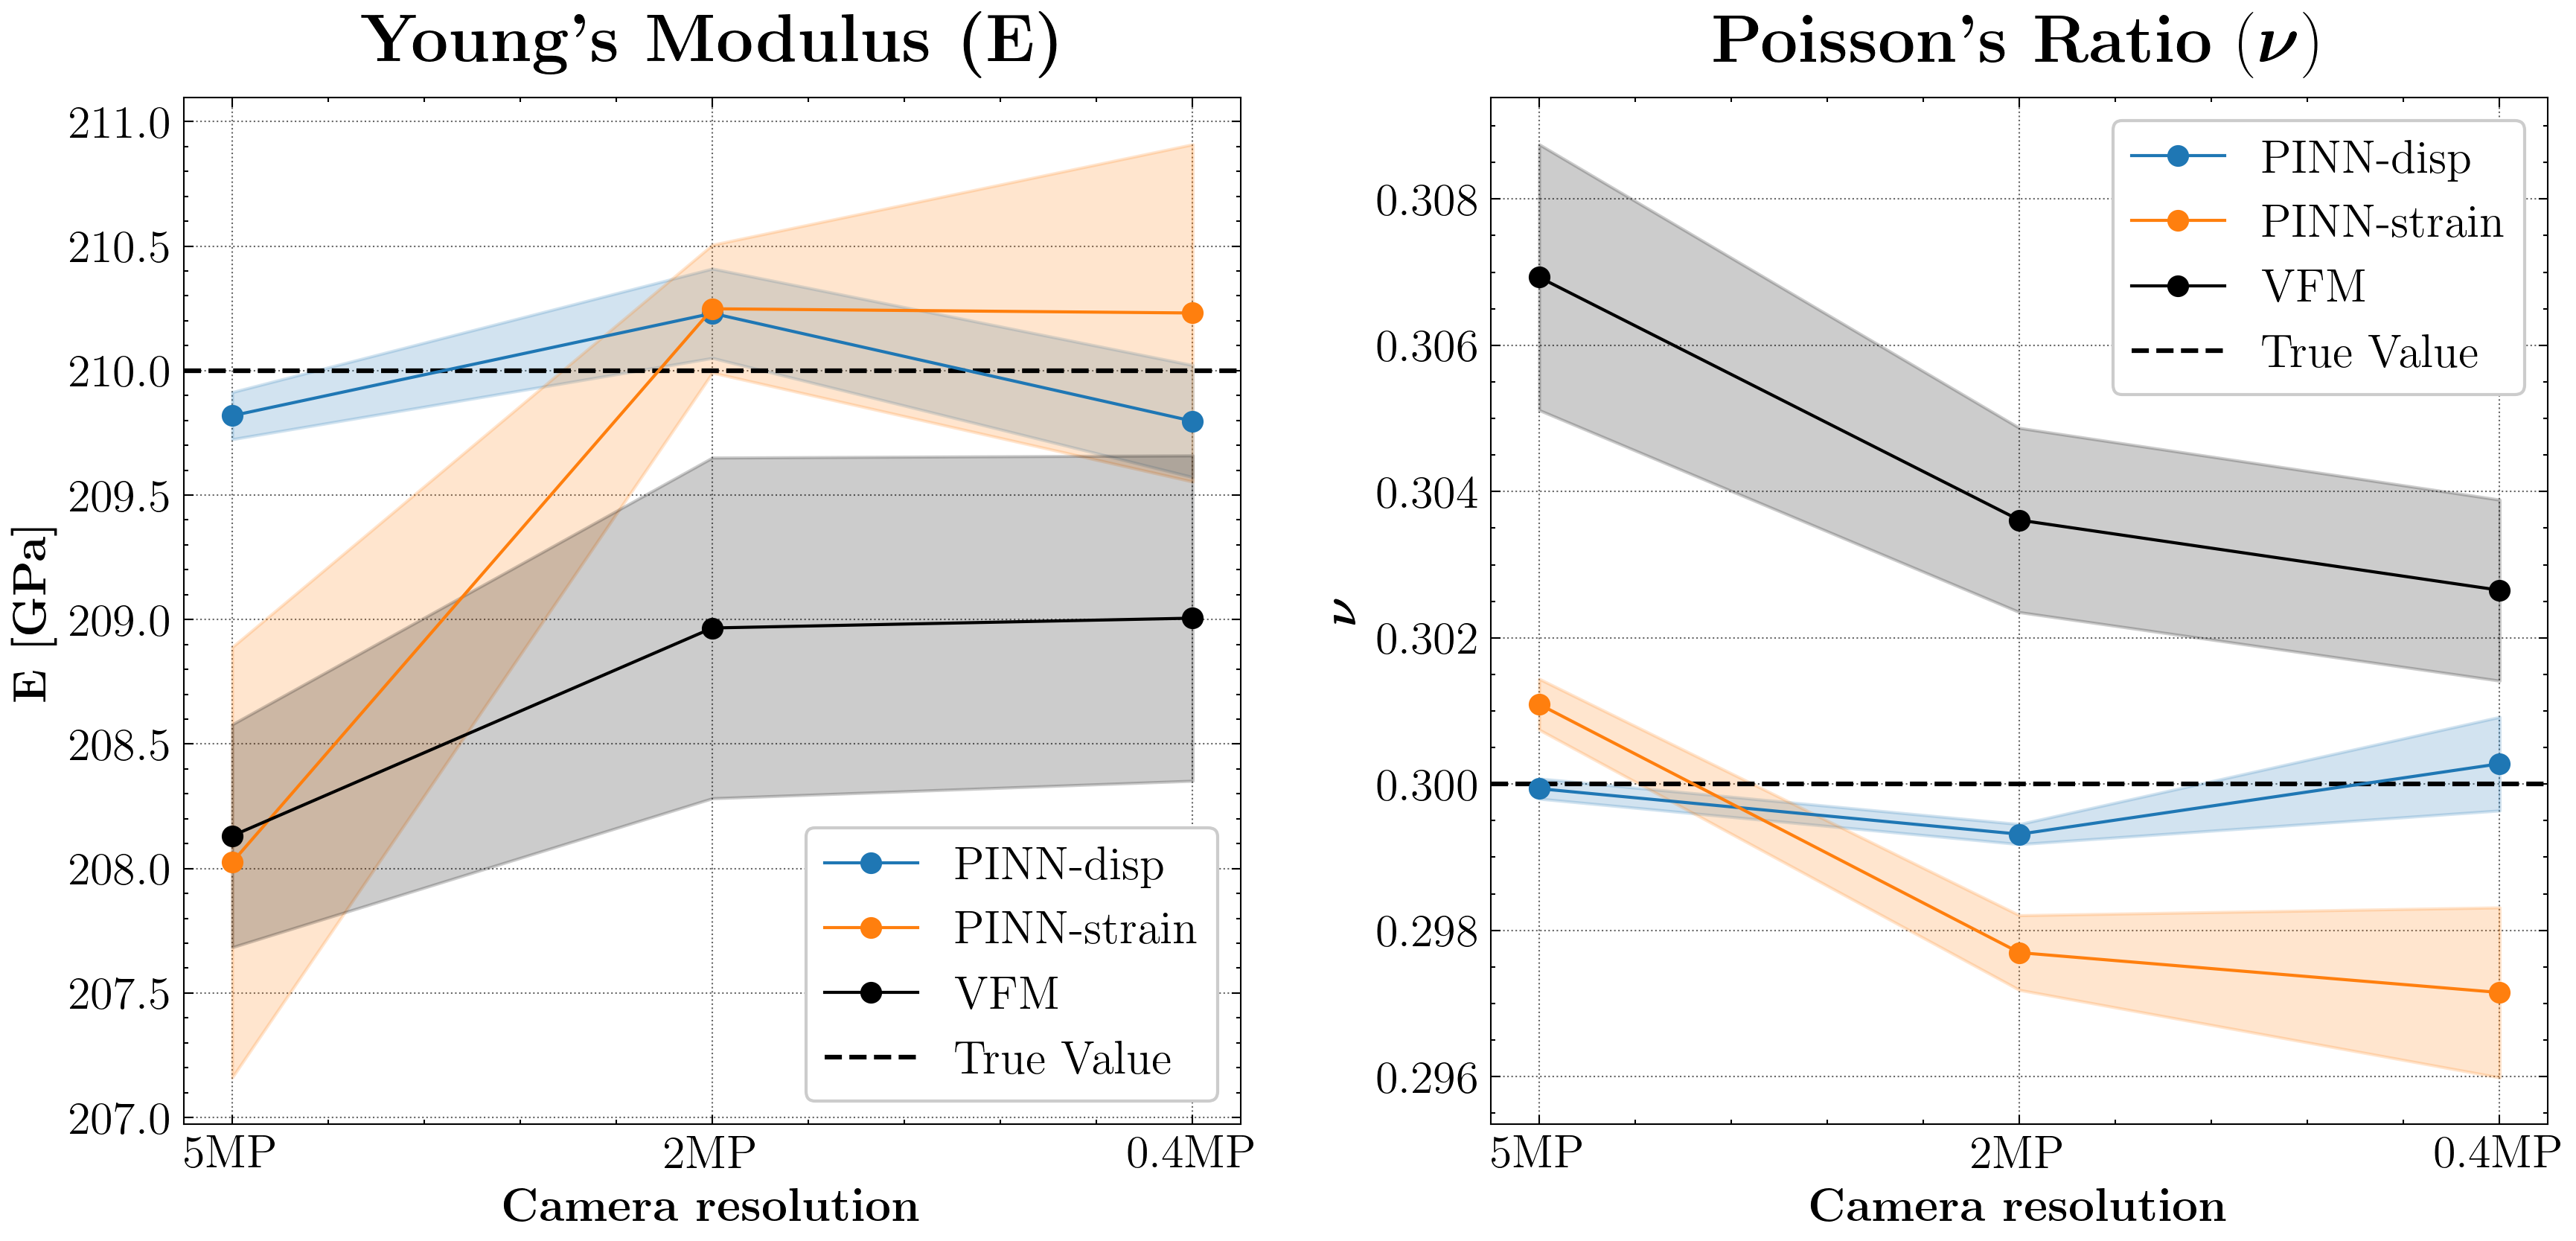 Young's Modulus (E)
211.0
210.5
210.0
209.5
209.0
208.5
208.0
207.5
207.0
E [GPa]
5MP 2MP 0.4MP
Camera resolution
PINN-disp
PINN-strain
VFM
True Value
Poisson's Ratio (ν)
0.308
0.306
0.304
0.302
0.300
0.298
0.296
ν
5MP 2MP 0.4MP
Camera resolution
PINN-disp
PINN-strain
VFM
True Value